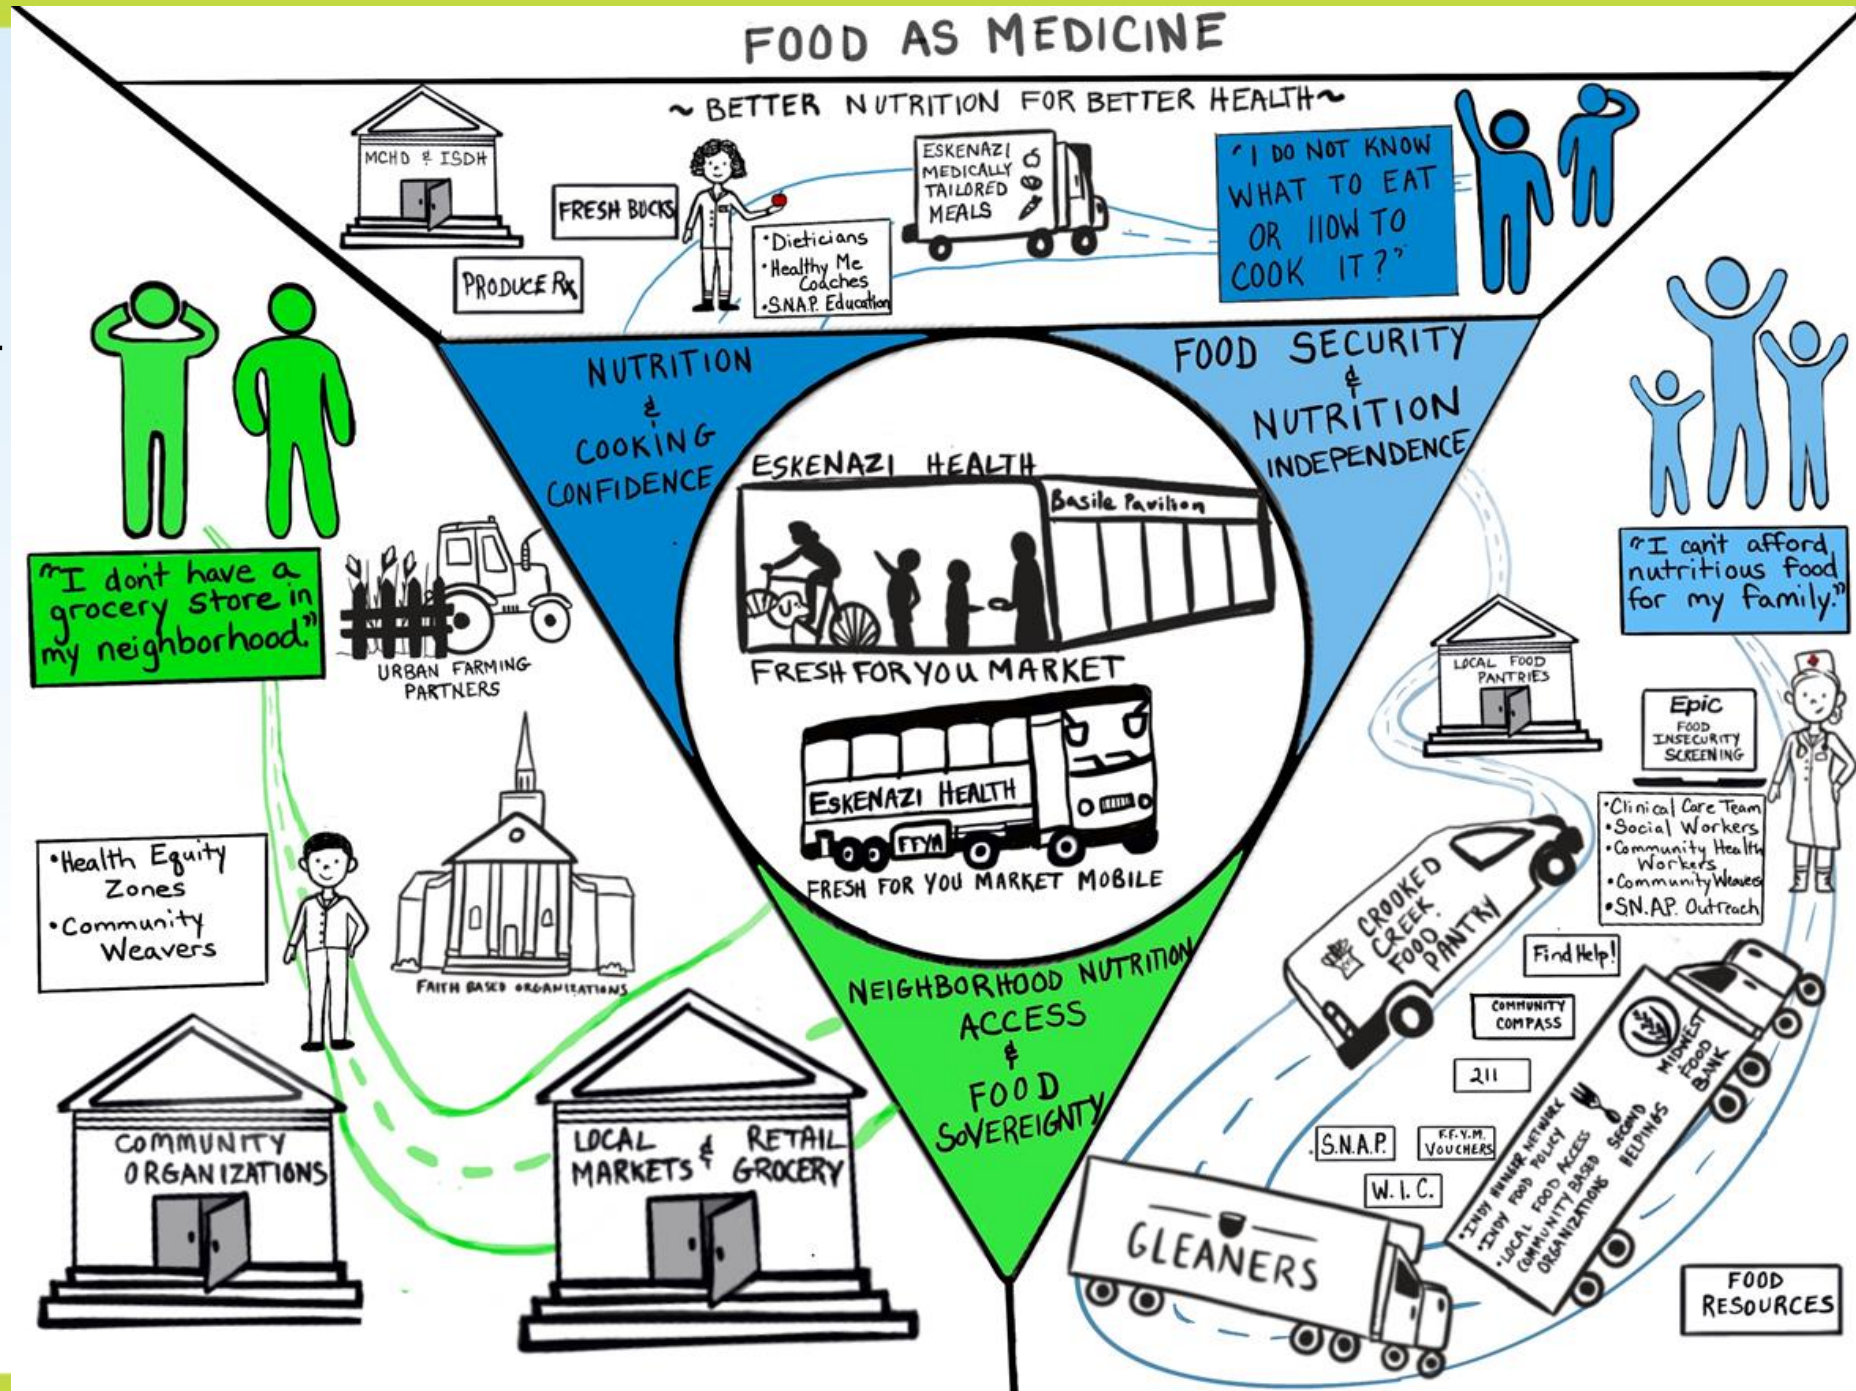 FOOD AS MEDICINE
~ BETTER NUTRITION FOR BETTER HEALTH ~
MCHD & ISDH
FRESH BUCKS
PRODUCE Rx
• Dieticians
• Healthy Me
Coaches
• S.N.A.P. Education
ESKENAZI
MEDICALLY
TAILORED
MEALS
"I DO NOT KNOW
WHAT TO EAT
OR HOW TO
COOK IT?"
NUTRITION
&
COOKING
CONFIDENCE
FOOD SECURITY
&
NUTRITION
INDEPENDENCE
ESKENAZI HEALTH
Basile Pavilion
FRESH FOR YOU MARKET
ESKENAZI HEALTH
FFYM
FRESH FOR YOU MARKET MOBILE
NEIGHBORHOOD NUTRITION
ACCESS
&
FOOD
SOVEREIGNTY
"I don't have a
grocery store in
my neighborhood."
URBAN FARMING
PARTNERS
• Health Equity
Zones
• Community
Weavers
FAITH BASED ORGANIZATIONS
COMMUNITY
ORGANIZATIONS
LOCAL & RETAIL
MARKETS GROCERY
"I can't afford
nutritious food
for my family."
LOCAL FOOD
PANTRIES
Epic
FOOD
INSECURITY
SCREENING
• Clinical Care Team
• Social Workers
• Community Health
Workers
• Community Weavers
• S.N.A.P. Outreach
CROOKED
CREEK
FOOD
PANTRY
Find Help!
COMMUNITY
COMPASS
211
S.N.A.P.
F.F.Y.M.
VOUCHERS
W.I.C.
MIDWEST
FOOD
BANK
SECOND
HELPINGS
• INDY HUNGER NETWORK
• INDY FOOD POLICY
• LOCAL FOOD ACCESS
COMMUNITY BASED
ORGANIZATIONS
GLEANERS
FOOD
RESOURCES